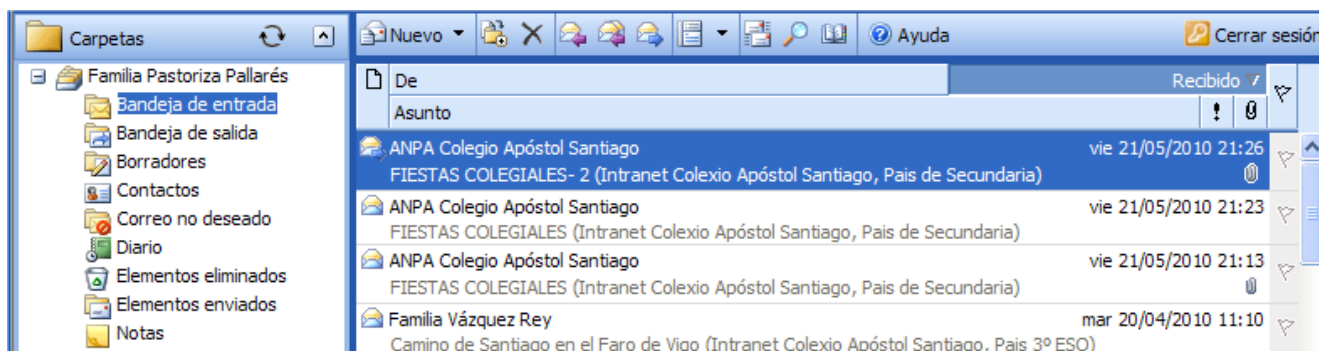 Carpetas
Nuevo
Ayuda
Cerrar sesión
Familia Pastoriza Pallarés
Bandeja de entrada
Bandeja de salida
Borradores
Contactos
Correo no deseado
Diario
Elementos eliminados
Elementos enviados
Notas
De Recibido
Asunto
ANPA Colegio Apóstol Santiago vie 21/05/2010 21:26
FIESTAS COLEGIALES- 2 (Intranet Colexio Apóstol Santiago, Pais de Secundaria)
ANPA Colegio Apóstol Santiago vie 21/05/2010 21:23
FIESTAS COLEGIALES (Intranet Colexio Apóstol Santiago, Pais de Secundaria)
ANPA Colegio Apóstol Santiago vie 21/05/2010 21:13
FIESTAS COLEGIALES (Intranet Colexio Apóstol Santiago, Pais de Secundaria)
Familia Vázquez Rey mar 20/04/2010 11:10
Camino de Santiago en el Faro de Vigo (Intranet Colexio Apóstol Santiago, Pais 3º ESO)